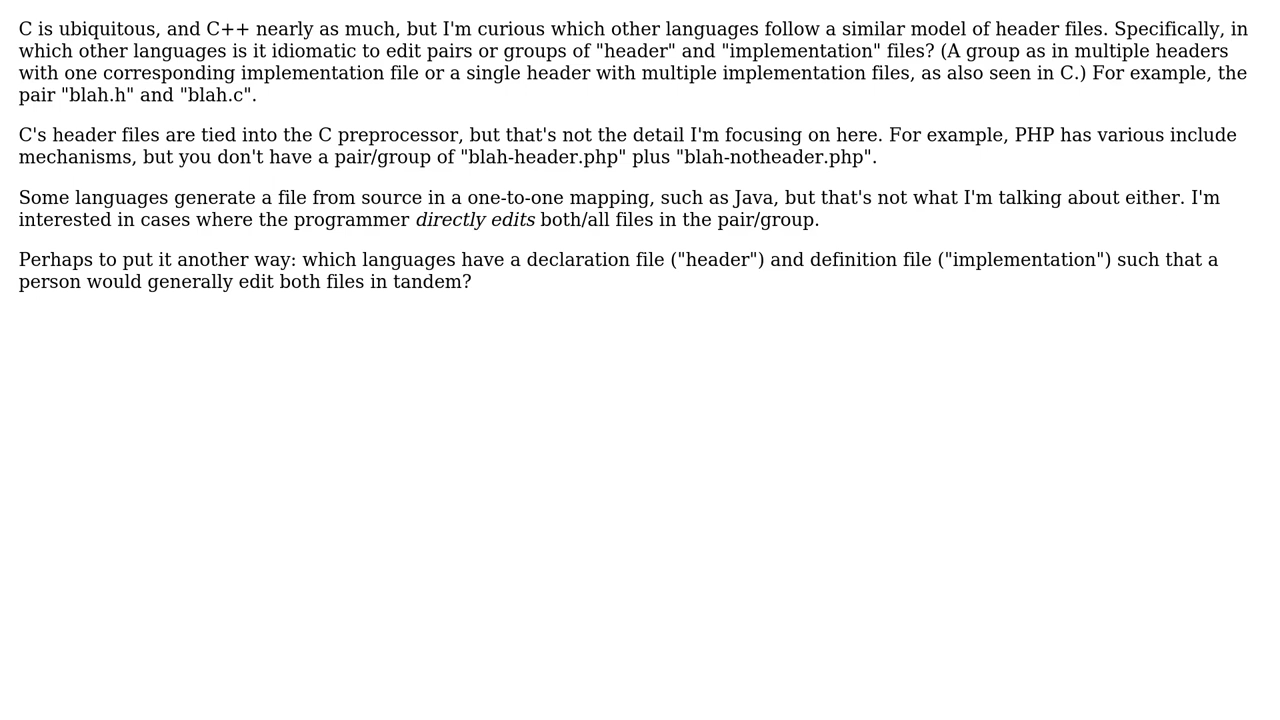 C is ubiquitous, and C++ nearly as much, but I'm curious which other languages follow a similar model of header files. Specifically, in
which other languages is it idiomatic to edit pairs or groups of "header" and "implementation" files? (A group as in multiple headers
with one corresponding implementation file or a single header with multiple implementation files, as also seen in C.) For example, the
pair "blah.h" and "blah.c".
C's header files are tied into the C preprocessor, but that's not the detail I'm focusing on here. For example, PHP has various include
mechanisms, but you don't have a pair/group of "blah-header.php" plus "blah-notheader.php".
Some languages generate a file from source in a one-to-one mapping, such as Java, but that's not what I'm talking about either. I'm
interested in cases where the programmer directly edits both/all files in the pair/group.
Perhaps to put it another way: which languages have a declaration file ("header") and definition file ("implementation") such that a
person would generally edit both files in tandem?